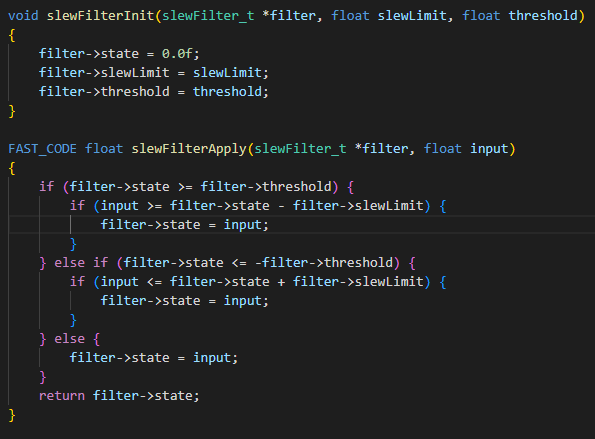 void slewFilterInit(slewFilter_t *filter, float slewLimit, float threshold)
{
    filter->state = 0.0f;
    filter->slewLimit = slewLimit;
    filter->threshold = threshold;
}

FAST_CODE float slewFilterApply(slewFilter_t *filter, float input)
{
    if (filter->state >= filter->threshold) {
        if (input >= filter->state - filter->slewLimit) {
            filter->state = input;
        }
    } else if (filter->state <= -filter->threshold) {
        if (input <= filter->state + filter->slewLimit) {
            filter->state = input;
        }
    } else {
        filter->state = input;
    }
    return filter->state;
}